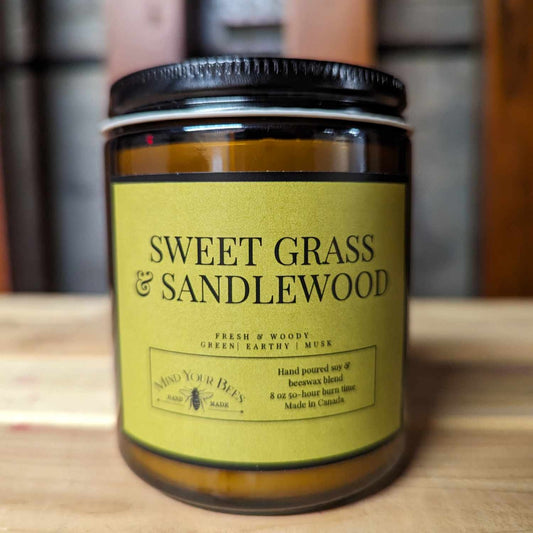 SWEET GRASS
& SANDLEWOOD
FRESH & WOODY
GREEN| EARTHY | MUSK
MIND YOUR BEES
HAND MADE
Hand poured soy &
beeswax blend
8 oz 50-hour burn time
Made in Canada